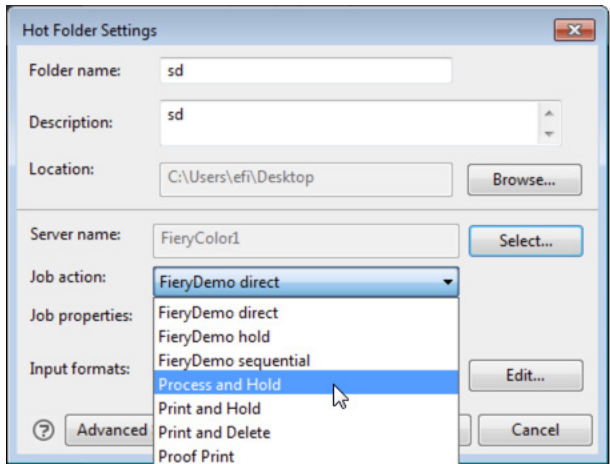 Hot Folder Settings
Folder name: sd
Description: sd
Location: C:\Users\efi\Desktop Browse...
Server name: FieryColor1 Select...
Job action: FieryDemo direct
Job properties: FieryDemo direct
FieryDemo hold
FieryDemo sequential
Input formats: Edit...
Process and Hold
Print and Hold
? Advanced Cancel
Print and Delete
Proof Print